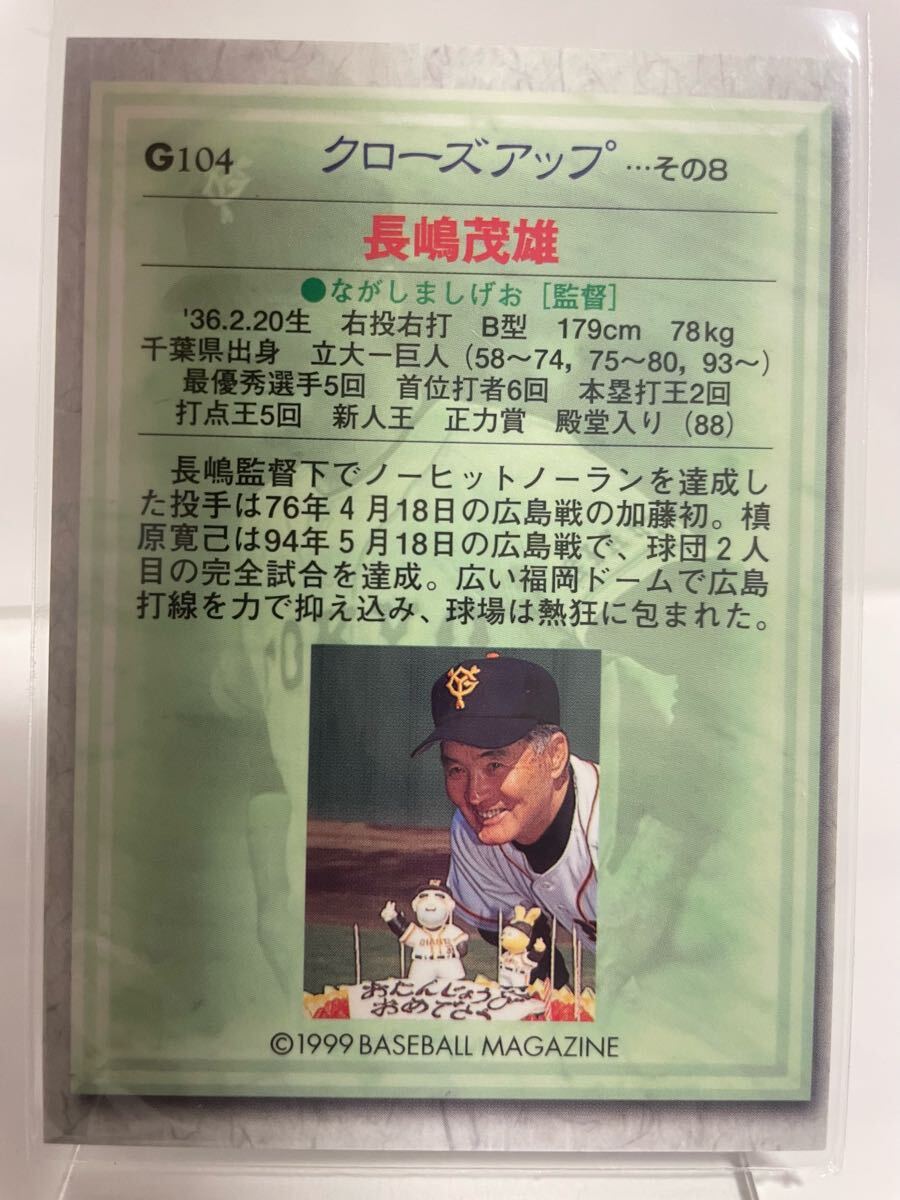 G104 クローズアップ …その8
長嶋茂雄
●ながしましげお [監督]
'36.2.20生 右投右打 B型 179cm 78kg
千葉県出身 立大ー巨人 (58〜74, 75〜80, 93〜)
最優秀選手5回 首位打者6回 本塁打王2回
打点王5回 新人王 正力賞 殿堂入り (88)
長嶋監督下でノーヒットノーランを達成し
た投手は76年4月18日の広島戦の加藤初。槙
原寛己は94年5月18日の広島戦で、球団2人
目の完全試合を達成。広い福岡ドームで広島
打線を力で抑え込み、球場は熱狂に包まれた。
GIANTS
おたんじょうび
おめでとう
©1999 BASEBALL MAGAZINE